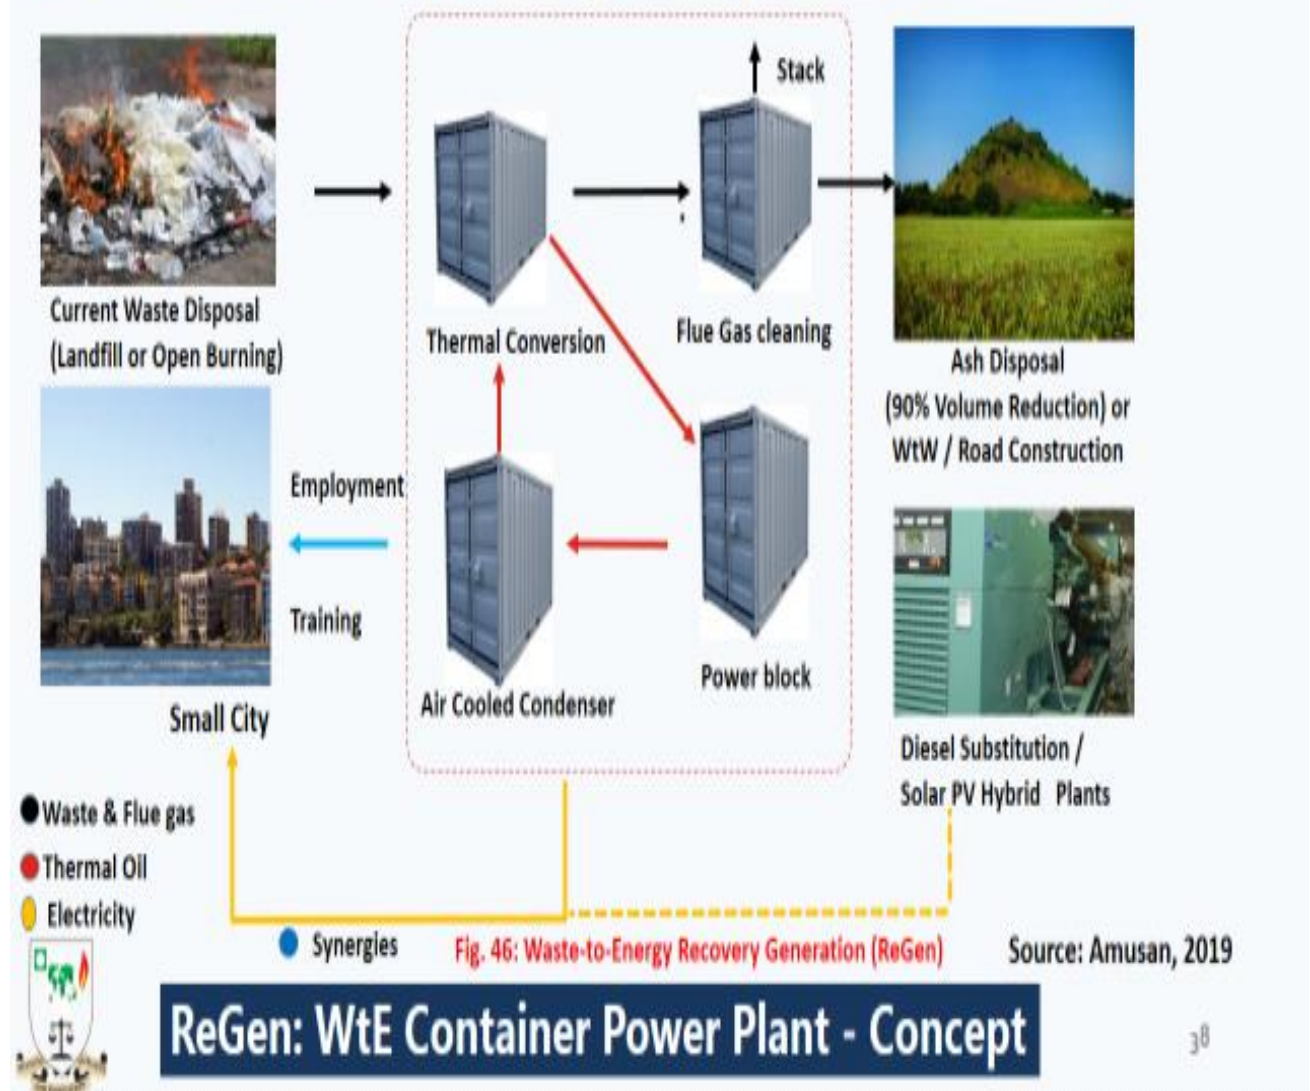 Stack
Current Waste Disposal
(Landfill or Open Burning)
Thermal Conversion
Flue Gas cleaning
Ash Disposal
(90% Volume Reduction) or
WtW / Road Construction
Employment
Training
Small City
Air Cooled Condenser
Power block
Diesel Substitution /
Solar PV Hybrid Plants
Waste & Flue gas
Thermal Oil
Electricity
Synergies
Fig. 46: Waste-to-Energy Recovery Generation (ReGen)
Source: Amusan, 2019
ReGen: WtE Container Power Plant - Concept
38